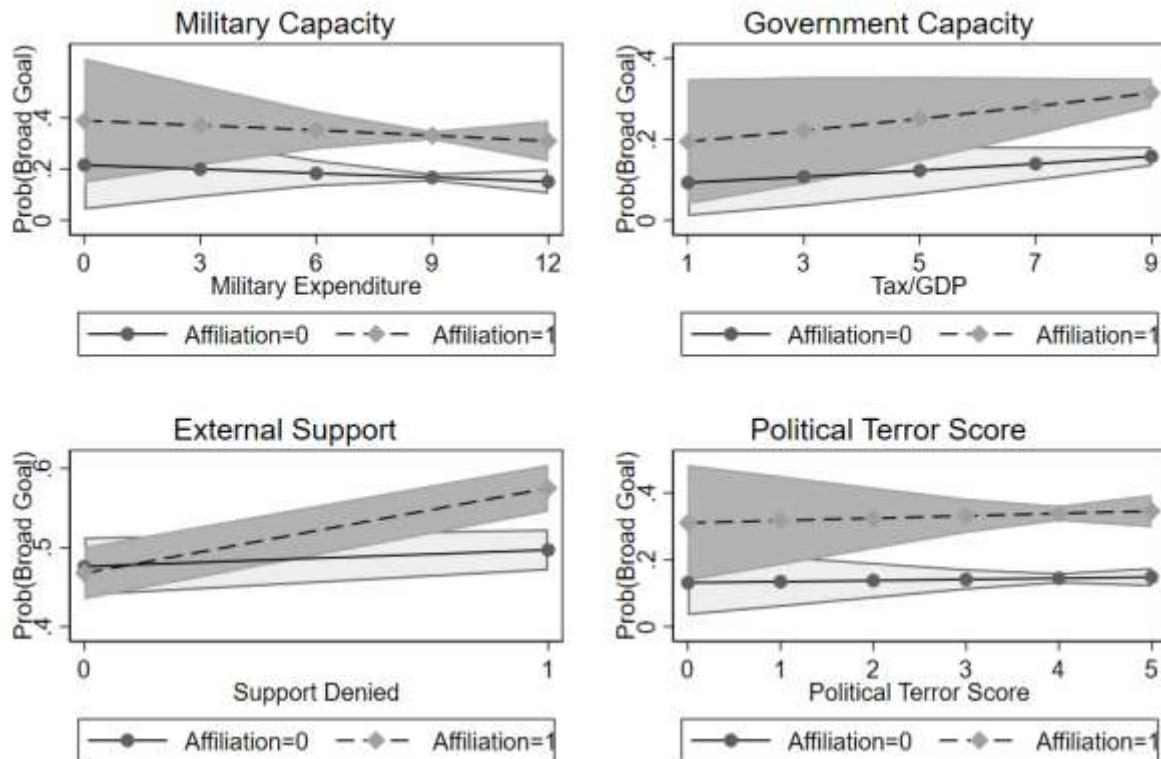 Military Capacity
Prob(Broad Goal)
.4
.2
0
0 3 6 9 12
Military Expenditure
Affiliation=0 Affiliation=1
Government Capacity
Prob(Broad Goal)
.4
.2
0
1 3 5 7 9
Tax/GDP
Affiliation=0 Affiliation=1
External Support
Prob(Broad Goal)
.6
.5
.4
0 1
Support Denied
Affiliation=0 Affiliation=1
Political Terror Score
Prob(Broad Goal)
.4
.2
0
0 1 2 3 4 5
Political Terror Score
Affiliation=0 Affiliation=1